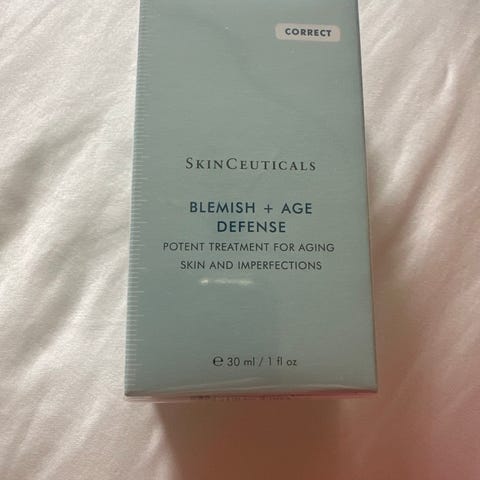 CORRECT
SKINCEUTICALS
BLEMISH + AGE
DEFENSE
POTENT TREATMENT FOR AGING
SKIN AND IMPERFECTIONS
℮ 30 ml / 1 fl oz